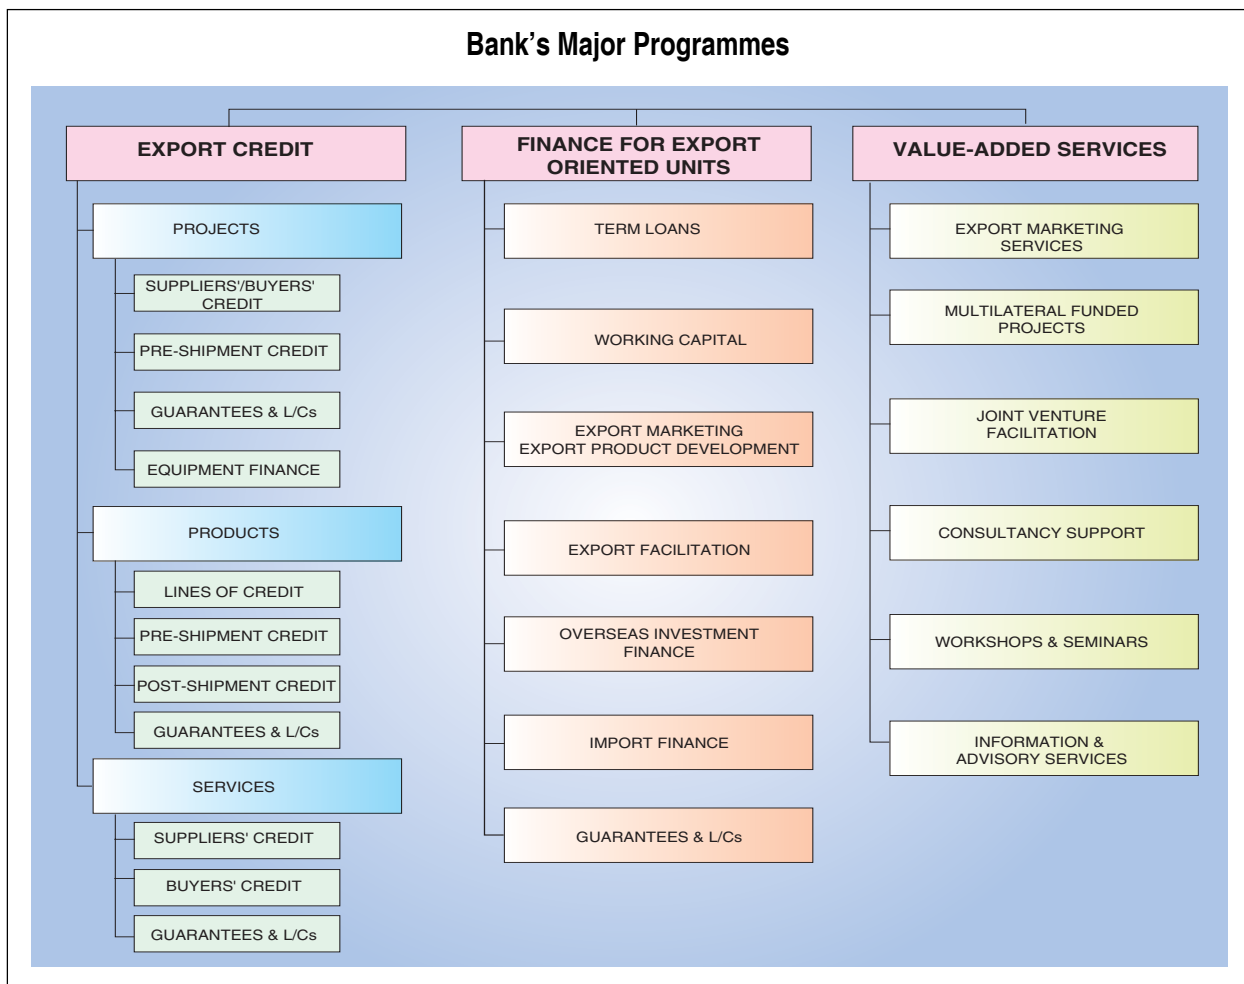 Bank's Major Programmes
EXPORT CREDIT
PROJECTS
SUPPLIERS'/BUYERS'
CREDIT
PRE-SHIPMENT CREDIT
GUARANTEES & L/Cs
EQUIPMENT FINANCE
PRODUCTS
LINES OF CREDIT
PRE-SHIPMENT CREDIT
POST-SHIPMENT CREDIT
GUARANTEES & L/Cs
SERVICES
SUPPLIERS' CREDIT
BUYERS' CREDIT
GUARANTEES & L/Cs
FINANCE FOR EXPORT
ORIENTED UNITS
TERM LOANS
WORKING CAPITAL
EXPORT MARKETING
EXPORT PRODUCT DEVELOPMENT
EXPORT FACILITATION
OVERSEAS INVESTMENT
FINANCE
IMPORT FINANCE
GUARANTEES & L/Cs
VALUE-ADDED SERVICES
EXPORT MARKETING
SERVICES
MULTILATERAL FUNDED
PROJECTS
JOINT VENTURE
FACILITATION
CONSULTANCY SUPPORT
WORKSHOPS & SEMINARS
INFORMATION &
ADVISORY SERVICES